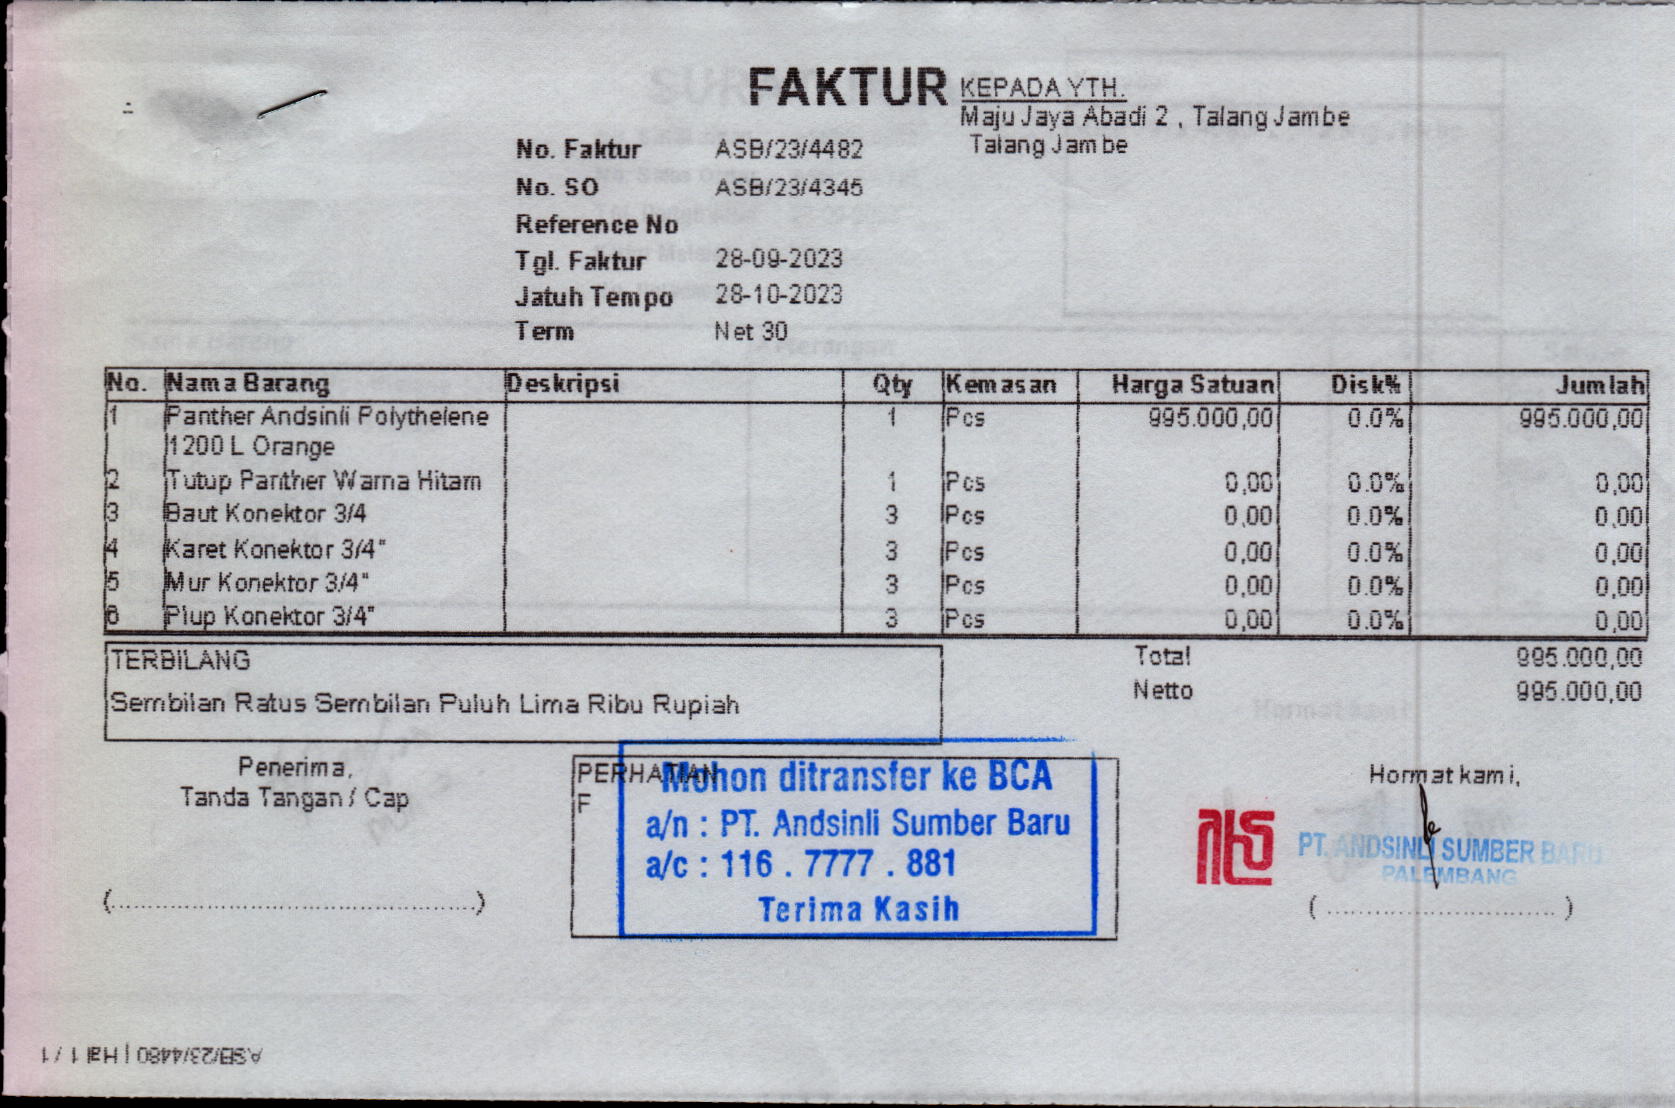 FAKTUR
KEPADA YTH.
Maju Jaya Abadi 2 , Talang Jambe
Talang Jambe
No. Faktur ASB/23/4482
No. SO ASB/23/4345
Reference No
Tgl. Faktur 28-09-2023
Jatuh Tempo 28-10-2023
Term Net 30
No. Nama Barang Deskripsi Qty Kemasan Harga Satuan Disk% Jumlah
1 Panther Andsinli Polythelene 1 Pcs 995.000,00 0.0% 995.000,00
1200 L Orange
2 Tutup Panther Warna Hitam 1 Pcs 0,00 0.0% 0,00
3 Baut Konektor 3/4 3 Pcs 0,00 0.0% 0,00
4 Karet Konektor 3/4" 3 Pcs 0,00 0.0% 0,00
5 Mur Konektor 3/4" 3 Pcs 0,00 0.0% 0,00
6 Plup Konektor 3/4" 3 Pcs 0,00 0.0% 0,00
TERBILANG
Sembilan Ratus Sembilan Puluh Lima Ribu Rupiah
Total 995.000,00
Netto 995.000,00
Penerima,
Tanda Tangan / Cap
(..............................................)
PERHATIAN
F
Mohon ditransfer ke BCA
a/n : PT. Andsinli Sumber Baru
a/c : 116 . 7777 . 881
Terima Kasih
Hormat kami,
PT. ANDSINLI SUMBER BARU
PALEMBANG
( ............................. )
ASB/23/4480 | Hal 1 / 1